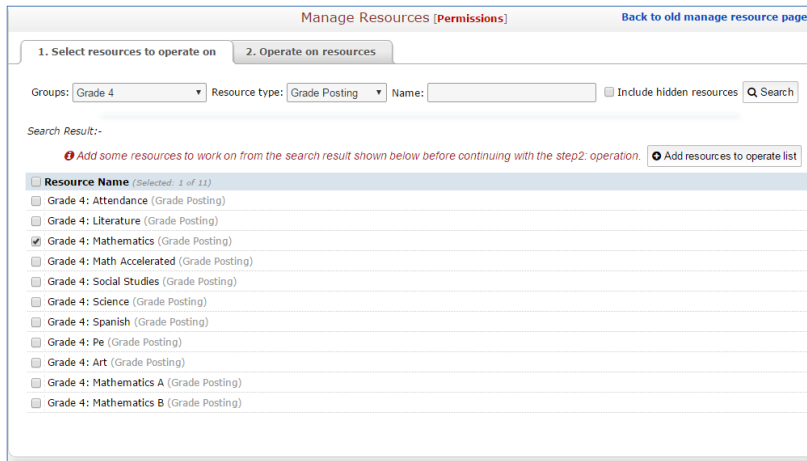 Manage Resources [Permissions] Back to old manage resource page
1. Select resources to operate on 2. Operate on resources
Groups: Grade 4 Resource type: Grade Posting Name: Include hidden resources Search
Search Result:-
Add some resources to work on from the search result shown below before continuing with the step2: operation. Add resources to operate list
Resource Name (Selected: 1 of 11)
Grade 4: Attendance (Grade Posting)
Grade 4: Literature (Grade Posting)
Grade 4: Mathematics (Grade Posting)
Grade 4: Math Accelerated (Grade Posting)
Grade 4: Social Studies (Grade Posting)
Grade 4: Science (Grade Posting)
Grade 4: Spanish (Grade Posting)
Grade 4: Pe (Grade Posting)
Grade 4: Art (Grade Posting)
Grade 4: Mathematics A (Grade Posting)
Grade 4: Mathematics B (Grade Posting)